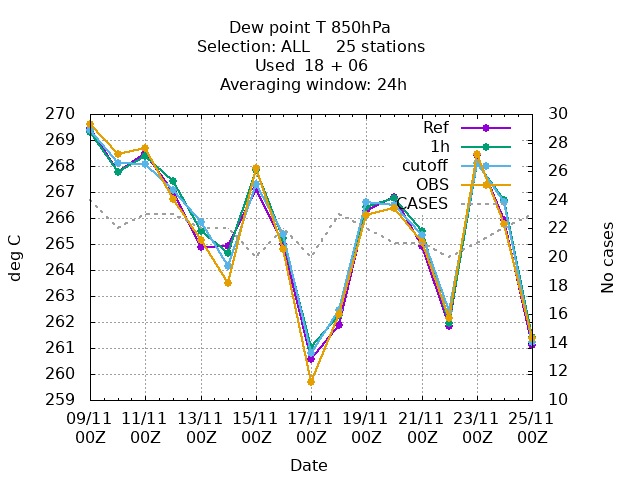 Dew point T 850hPa
Selection: ALL     25 stations
Used  18 + 06
Averaging window: 24h
270
269
268
267
266
265
264
263
262
261
260
259
deg C
30
28
26
24
22
20
18
16
14
12
10
No cases
Ref
1h
cutoff
OBS
CASES
09/11 11/11 13/11 15/11 17/11 19/11 21/11 23/11 25/11
00Z 00Z 00Z 00Z 00Z 00Z 00Z 00Z 00Z
Date